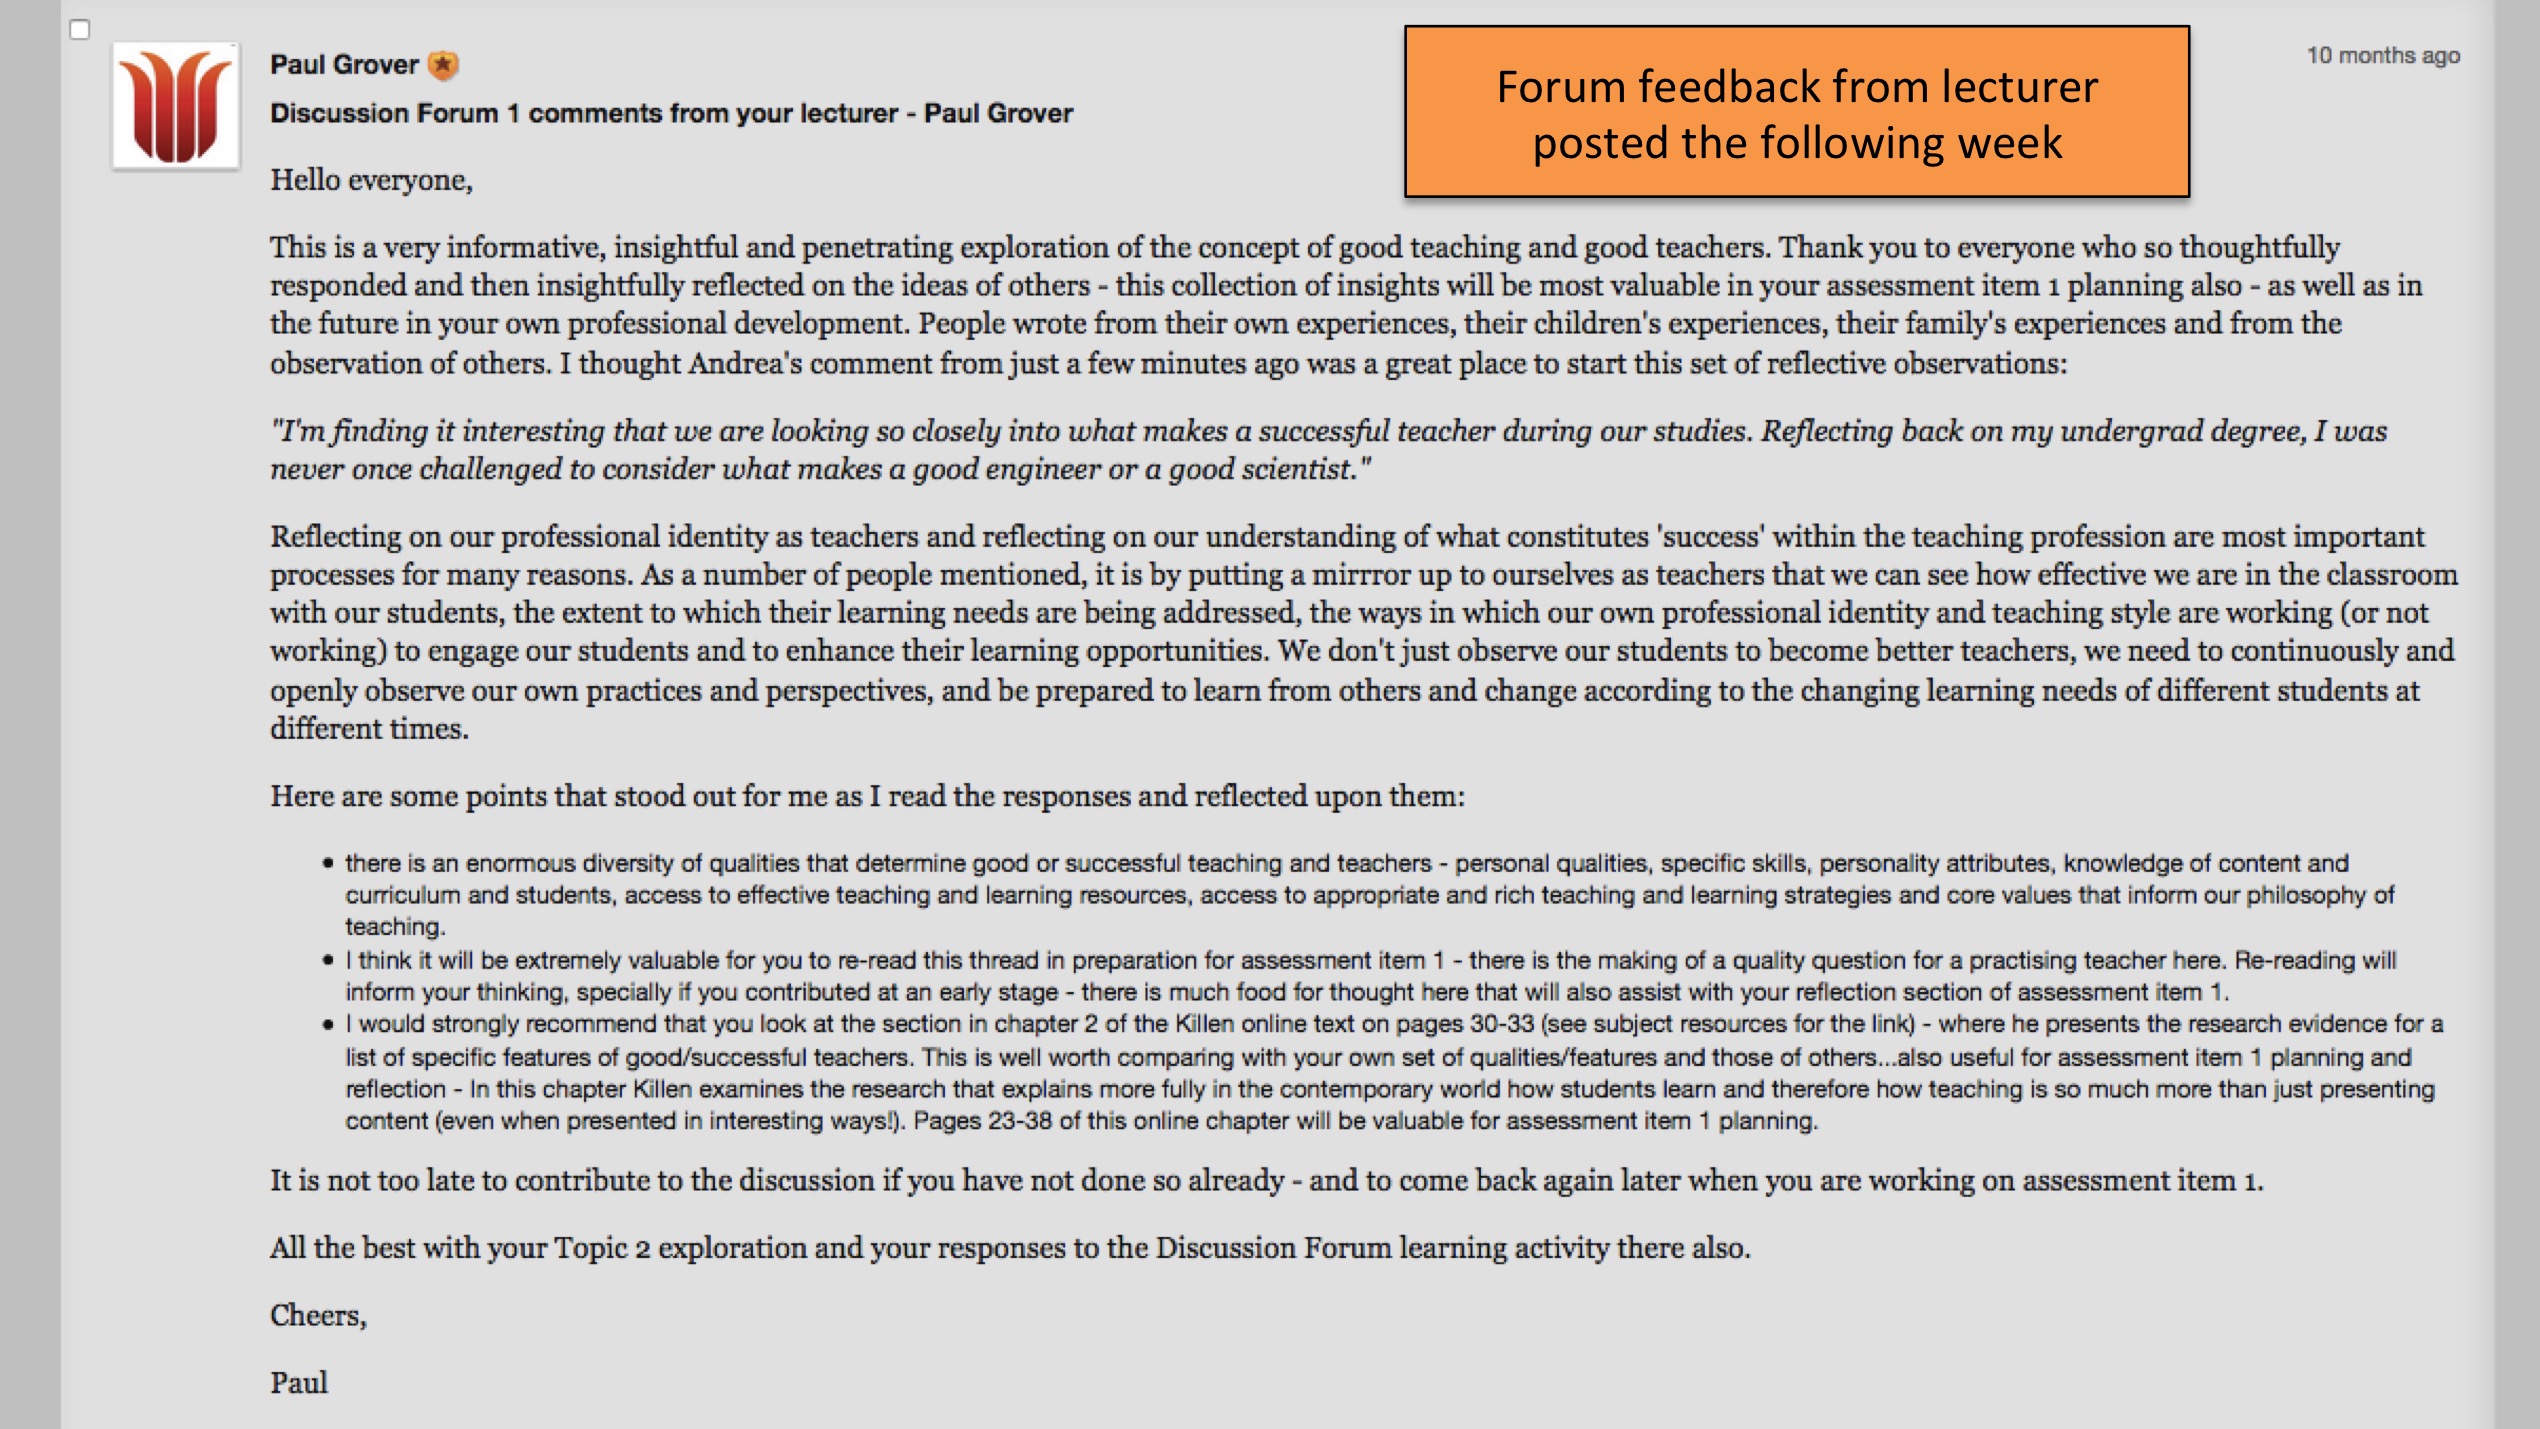 Paul Grover
10 months ago
Forum feedback from lecturer
posted the following week
Discussion Forum 1 comments from your lecturer - Paul Grover
Hello everyone,
This is a very informative, insightful and penetrating exploration of the concept of good teaching and good teachers. Thank you to everyone who so thoughtfully
responded and then insightfully reflected on the ideas of others - this collection of insights will be most valuable in your assessment item 1 planning also - as well as in
the future in your own professional development. People wrote from their own experiences, their children's experiences, their family's experiences and from the
observation of others. I thought Andrea's comment from just a few minutes ago was a great place to start this set of reflective observations:
"I'm finding it interesting that we are looking so closely into what makes a successful teacher during our studies. Reflecting back on my undergrad degree, I was
never once challenged to consider what makes a good engineer or a good scientist."
Reflecting on our professional identity as teachers and reflecting on our understanding of what constitutes 'success' within the teaching profession are most important
processes for many reasons. As a number of people mentioned, it is by putting a mirrror up to ourselves as teachers that we can see how effective we are in the classroom
with our students, the extent to which their learning needs are being addressed, the ways in which our own professional identity and teaching style are working (or not
working) to engage our students and to enhance their learning opportunities. We don't just observe our students to become better teachers, we need to continuously and
openly observe our own practices and perspectives, and be prepared to learn from others and change according to the changing learning needs of different students at
different times.
Here are some points that stood out for me as I read the responses and reflected upon them:
• there is an enormous diversity of qualities that determine good or successful teaching and teachers - personal qualities, specific skills, personality attributes, knowledge of content and
curriculum and students, access to effective teaching and learning resources, access to appropriate and rich teaching and learning strategies and core values that inform our philosophy of
teaching.
• I think it will be extremely valuable for you to re-read this thread in preparation for assessment item 1 - there is the making of a quality question for a practising teacher here. Re-reading will
inform your thinking, specially if you contributed at an early stage - there is much food for thought here that will also assist with your reflection section of assessment item 1.
• I would strongly recommend that you look at the section in chapter 2 of the Killen online text on pages 30-33 (see subject resources for the link) - where he presents the research evidence for a
list of specific features of good/successful teachers. This is well worth comparing with your own set of qualities/features and those of others...also useful for assessment item 1 planning and
reflection - In this chapter Killen examines the research that explains more fully in the contemporary world how students learn and therefore how teaching is so much more than just presenting
content (even when presented in interesting ways!). Pages 23-38 of this online chapter will be valuable for assessment item 1 planning.
It is not too late to contribute to the discussion if you have not done so already - and to come back again later when you are working on assessment item 1.
All the best with your Topic 2 exploration and your responses to the Discussion Forum learning activity there also.
Cheers,
Paul